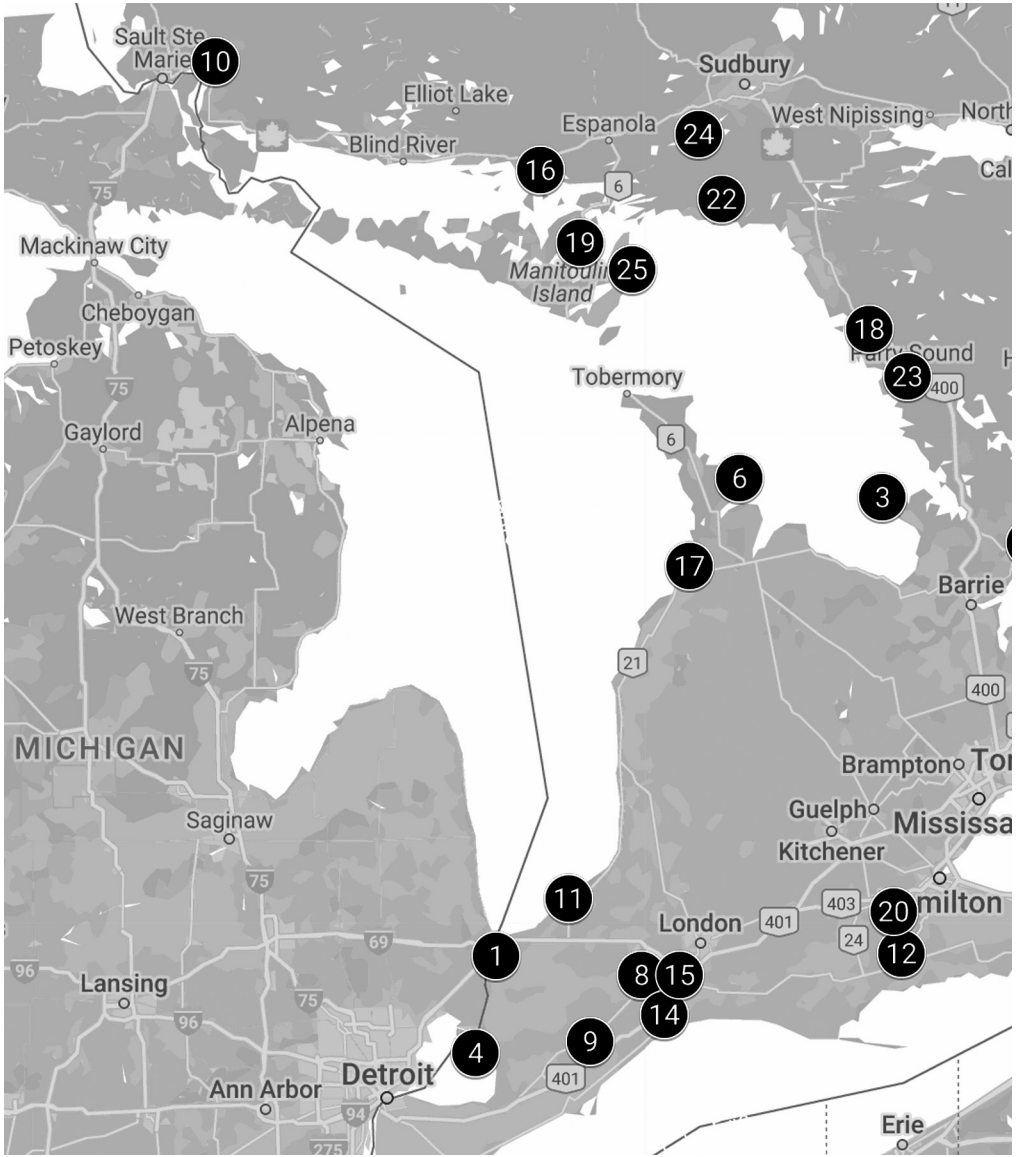 Sault Ste
Marie
10
Elliot Lake
Sudbury
Espanola
24
West Nipissing
North
Blind River
16
6
Cal
75
22
Mackinaw City
19
25
Manitoulin
Island
Cheboygan
18
Petoskey
Parry Sound
75
23
400
Tobermory
Gaylord
Alpena
6
6
3
17
West Branch
Barrie
75
21
400
MICHIGAN
Brampton
Tor
Guelph
Mississa
Saginaw
Kitchener
75
11
403
20
milton
London
401
24
69
1
12
96
8
15
Lansing
75
14
96
9
4
401
Detroit
Ann Arbor
94
Erie
275